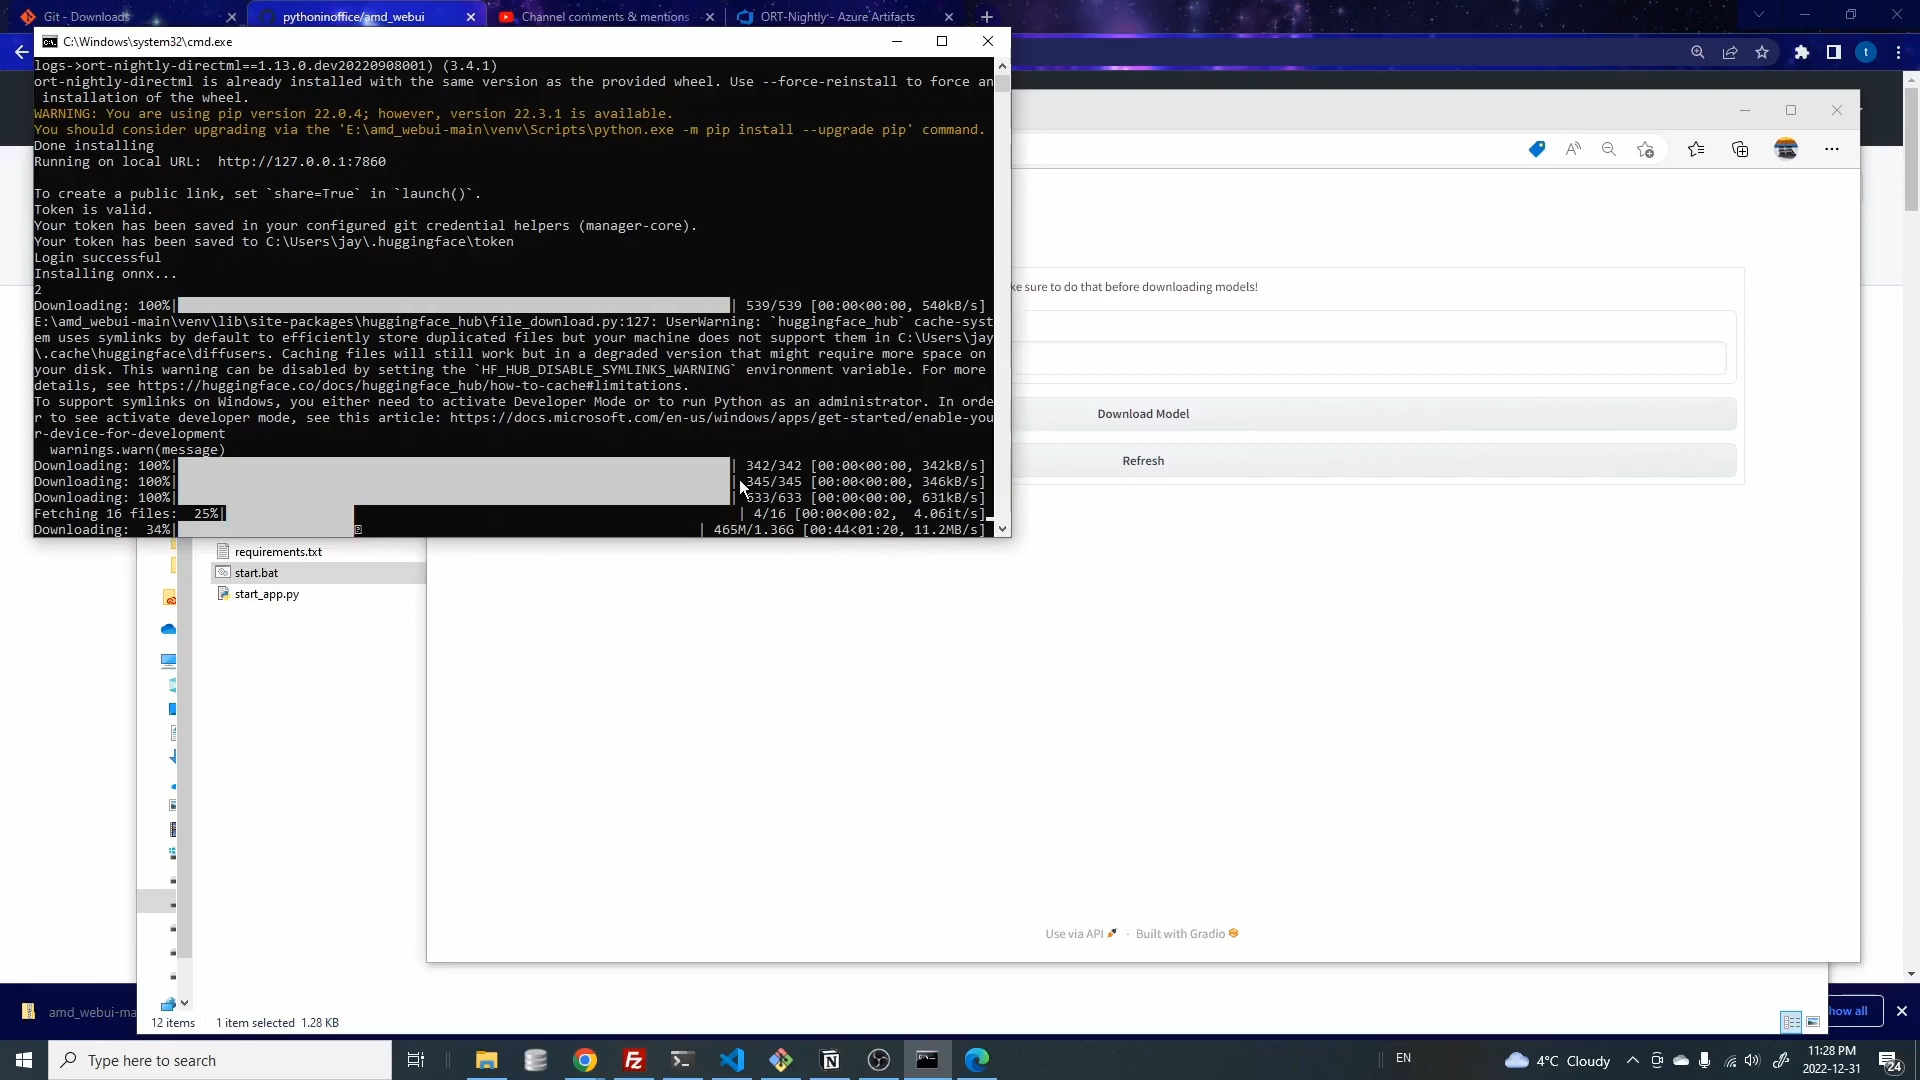 Git - Downloads
pythoninoffice/amd_webui
Channel comments & mentions
ORT-Nightly - Azure Artifacts
C:\Windows\system32\cmd.exe
logs->ort-nightly-directml==1.13.0.dev20220908001) (3.4.1)
ort-nightly-directml is already installed with the same version as the provided wheel. Use --force-reinstall to force an
 installation of the wheel.
WARNING: You are using pip version 22.0.4; however, version 22.3.1 is available.
You should consider upgrading via the 'E:\amd_webui-main\venv\Scripts\python.exe -m pip install --upgrade pip' command.
Done installing
Running on local URL:  http://127.0.0.1:7860
To create a public link, set `share=True` in `launch()`.
Token is valid.
Your token has been saved in your configured git credential helpers (manager-core).
Your token has been saved to C:\Users\jay\.huggingface\token
Login successful
Installing onnx...
2
Downloading: 100%| | 539/539 [00:00<00:00, 540kB/s]
E:\amd_webui-main\venv\lib\site-packages\huggingface_hub\file_download.py:127: UserWarning: `huggingface_hub` cache-syst
em uses symlinks by default to efficiently store duplicated files but your machine does not support them in C:\Users\jay
\.cache\huggingface\diffusers. Caching files will still work but in a degraded version that might require more space on
your disk. This warning can be disabled by setting the `HF_HUB_DISABLE_SYMLINKS_WARNING` environment variable. For more
details, see https://huggingface.co/docs/huggingface_hub/how-to-cache#limitations.
To support symlinks on Windows, you either need to activate Developer Mode or to run Python as an administrator. In orde
r to see activate developer mode, see this article: https://docs.microsoft.com/en-us/windows/apps/get-started/enable-you
r-device-for-development
  warnings.warn(message)
Downloading: 100%| | 342/342 [00:00<00:00, 342kB/s]
Downloading: 100%| | 345/345 [00:00<00:00, 346kB/s]
Downloading: 100%| | 633/633 [00:00<00:00, 631kB/s]
Fetching 16 files:  25%| | 4/16 [00:00<00:02,  4.06it/s]
Downloading:  34%| | 465M/1.36G [00:44<01:20, 11.2MB/s]
ke sure to do that before downloading models!
Download Model
Refresh
requirements.txt
start.bat
start_app.py
Use via API · Built with Gradio
amd_webui-ma
12 items 1 item selected 1.28 KB
how all
Type here to search
EN
4°C Cloudy
11:28 PM
2022-12-31
24
t